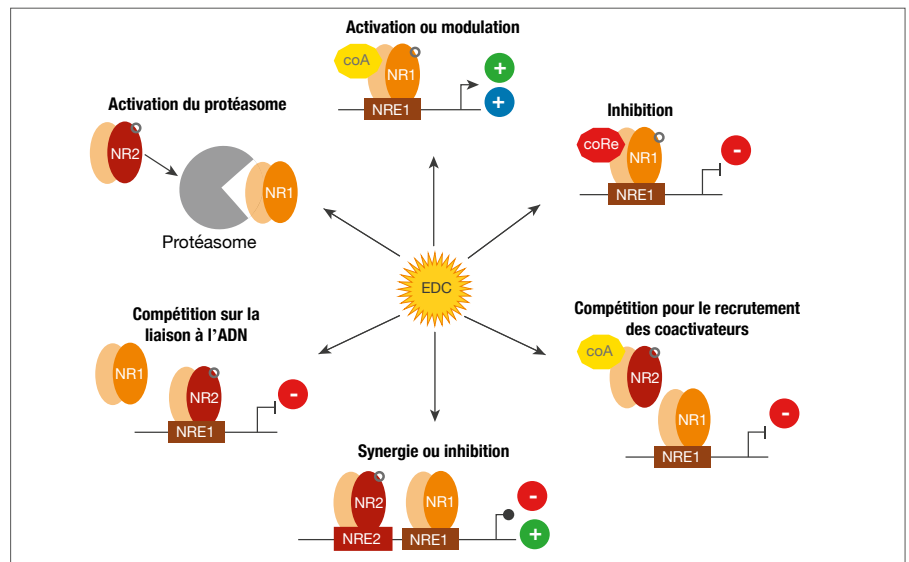 Activation ou modulation
coA
NR1
NRE1
+
+
Activation du protéasome
NR2
NR1
Protéasome
Inhibition
coRe
NR1
NRE1
-
EDC
Compétition sur la
liaison à l'ADN
NR1
NR2
NRE1
-
Compétition pour le recrutement
des coactivateurs
coA
NR2
NR1
NRE1
-
Synergie ou inhibition
NR2
NR1
NRE2
NRE1
-
+